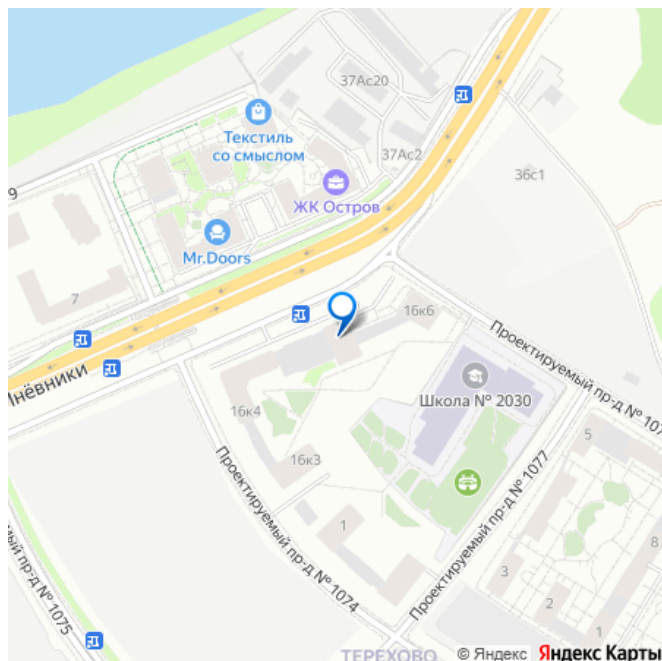 37Ас20
Текстиль
со смыслом
37Ас2
36с1
9
ЖК Остров
Mr.Doors
7
16к6
Мнёвники
Школа № 2030
16к4
Проектируемый пр-д № 107
5
16к3
Проектируемый пр-д № 1077
1
8
3
2
1
Проектируемый пр-д № 1074
мый пр-д № 1075
ТЕРЕХОВО
© Яндекс Яндекс Карты